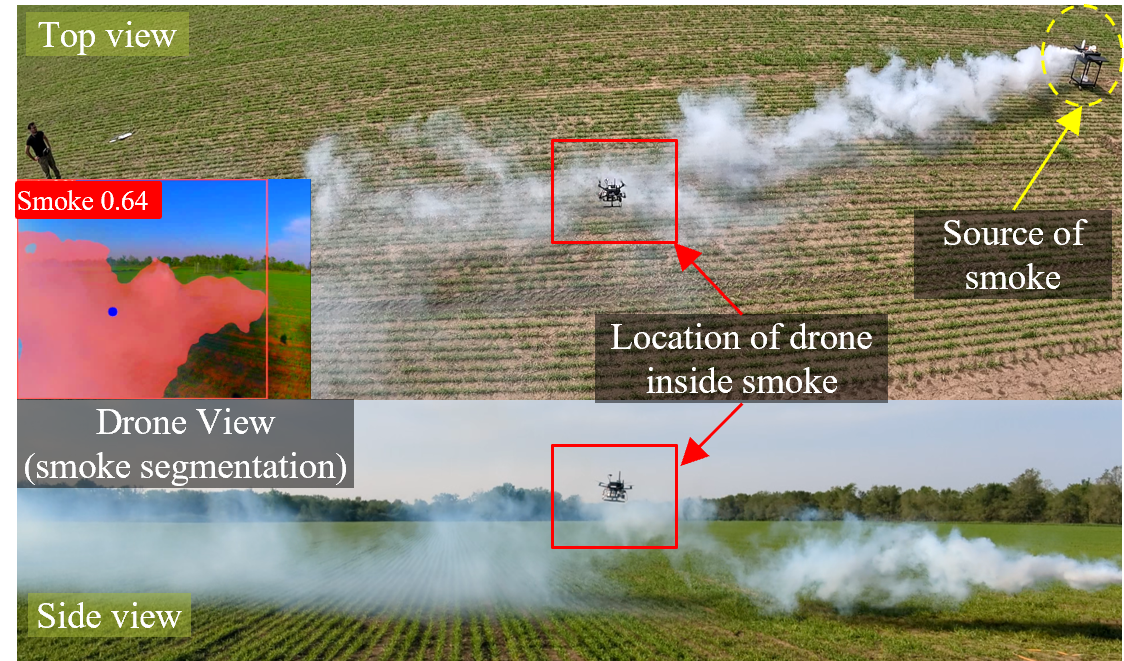 Top view
Smoke 0.64
Source of
smoke
Location of drone
inside smoke
Drone View
(smoke segmentation)
Side view